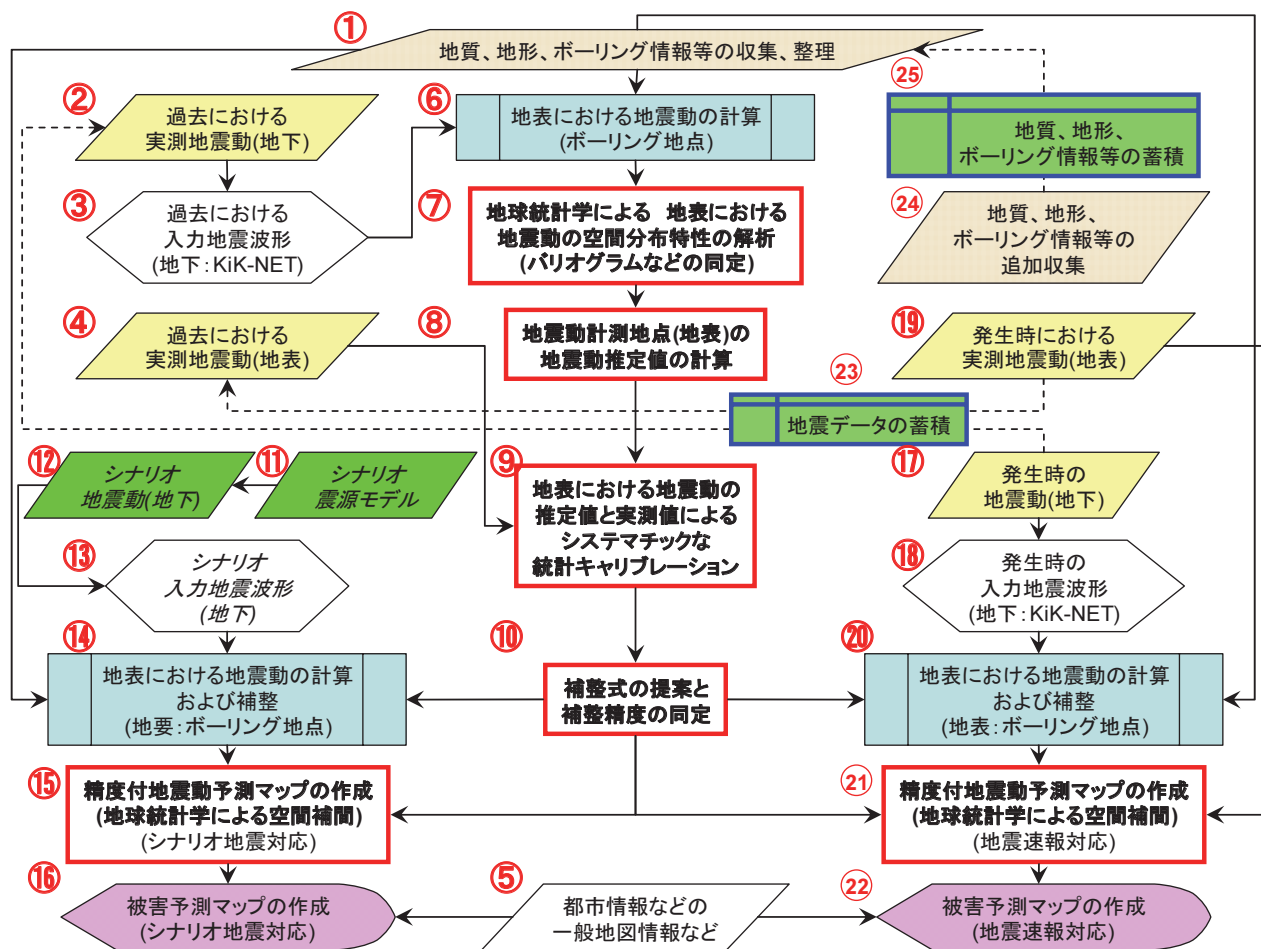 ①
地質、地形、ボーリング情報等の収集、整理
②
過去における
実測地震動(地下)
③
過去における
入力地震波形
(地下：KiK-NET)
④
過去における
実測地震動(地表)
⑥
地表における地震動の計算
(ボーリング地点)
⑦
地球統計学による 地表における
地震動の空間分布特性の解析
(バリオグラムなどの同定)
⑧
地震動計測地点(地表)の
地震動推定値の計算
㉕
地質、地形、
ボーリング情報等の蓄積
㉔
地質、地形、
ボーリング情報等の
追加収集
⑲
発生時における
実測地震動(地表)
㉓
地震データの蓄積
⑫
シナリオ
地震動(地下)
⑪
シナリオ
震源モデル
⑨
地表における地震動の
推定値と実測値による
システマチックな
統計キャリブレーション
⑰
発生時の
地震動(地下)
⑬
シナリオ
入力地震波形
(地下)
⑱
発生時の
入力地震波形
(地下：KiK-NET)
⑭
地表における地震動の計算
および補整
(地要：ボーリング地点)
⑩
補整式の提案と
補整精度の同定
⑳
地表における地震動の計算
および補整
(地表：ボーリング地点)
⑮
精度付地震動予測マップの作成
(地球統計学による空間補間)
(シナリオ地震対応)
㉑
精度付地震動予測マップの作成
(地球統計学による空間補間)
(地震速報対応)
⑯
被害予測マップの作成
(シナリオ地震対応)
⑤
都市情報などの
一般地図情報など
㉒
被害予測マップの作成
(地震速報対応)